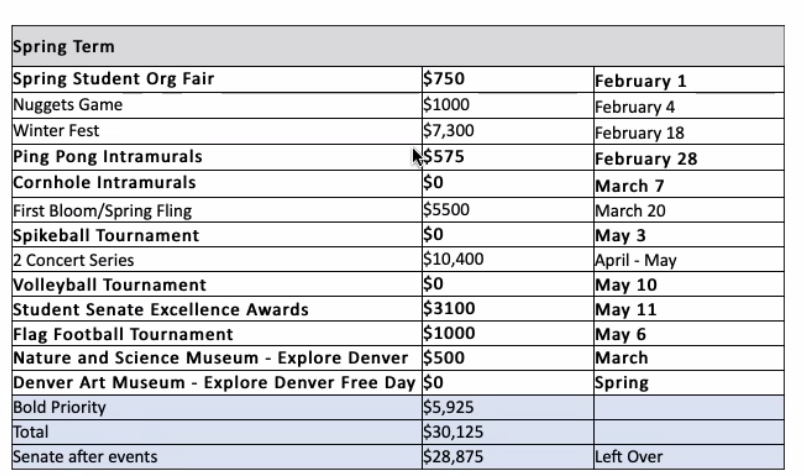 Spring Term
Spring Student Org Fair $750 February 1
Nuggets Game $1000 February 4
Winter Fest $7,300 February 18
Ping Pong Intramurals $575 February 28
Cornhole Intramurals $0 March 7
First Bloom/Spring Fling $5500 March 20
Spikeball Tournament $0 May 3
2 Concert Series $10,400 April - May
Volleyball Tournament $0 May 10
Student Senate Excellence Awards $3100 May 11
Flag Football Tournament $1000 May 6
Nature and Science Museum - Explore Denver $500 March
Denver Art Museum - Explore Denver Free Day $0 Spring
Bold Priority $5,925
Total $30,125
Senate after events $28,875 Left Over